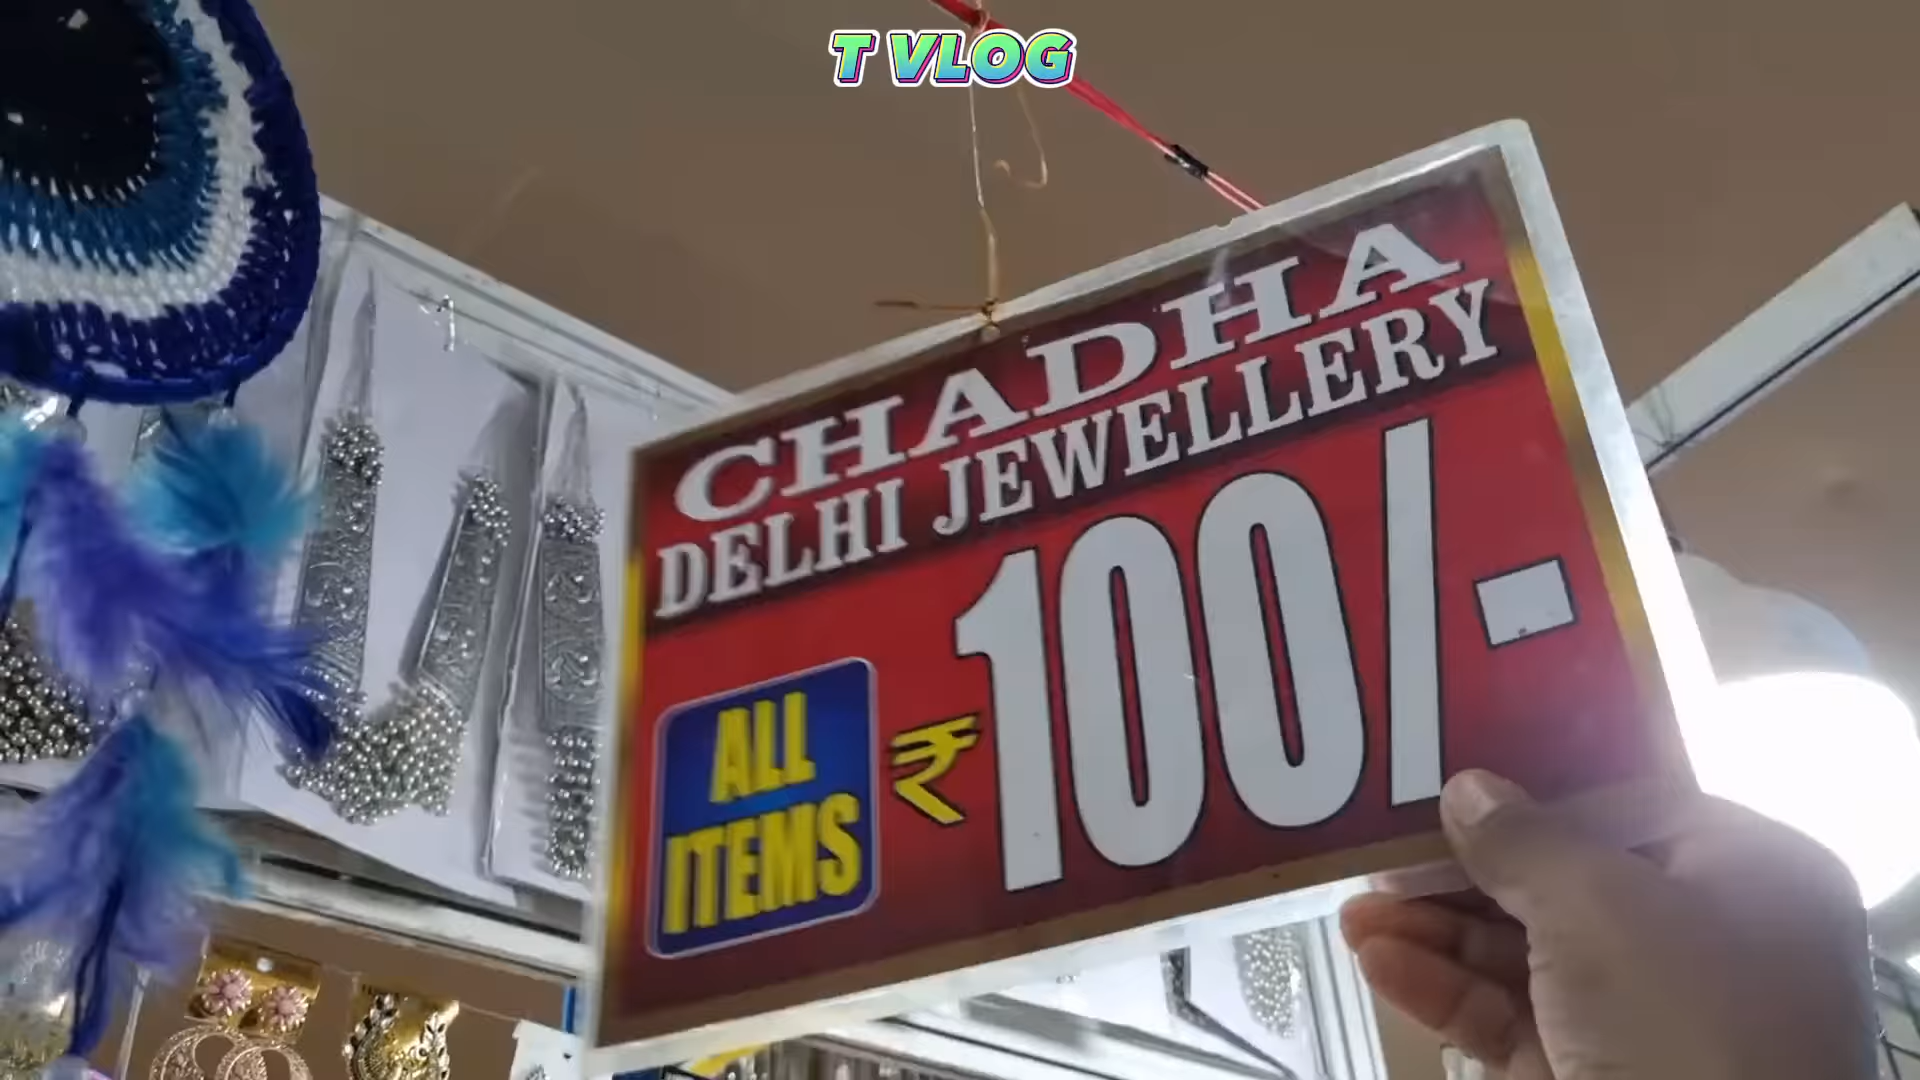 T VLOG
CHADHA
DELHI JEWELLERY
ALL
ITEMS
₹100/-